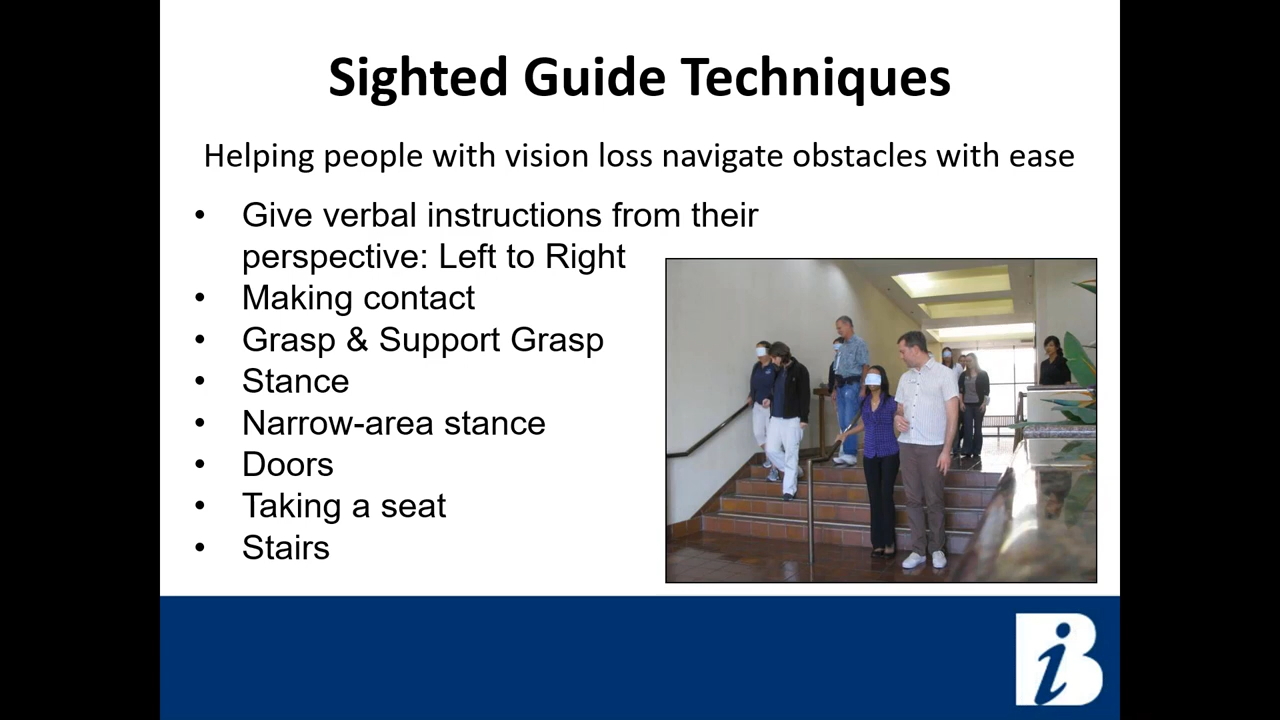 Sighted Guide Techniques
Helping people with vision loss navigate obstacles with ease
• Give verbal instructions from their
perspective: Left to Right
• Making contact
• Grasp & Support Grasp
• Stance
• Narrow-area stance
• Doors
• Taking a seat
• Stairs
iB